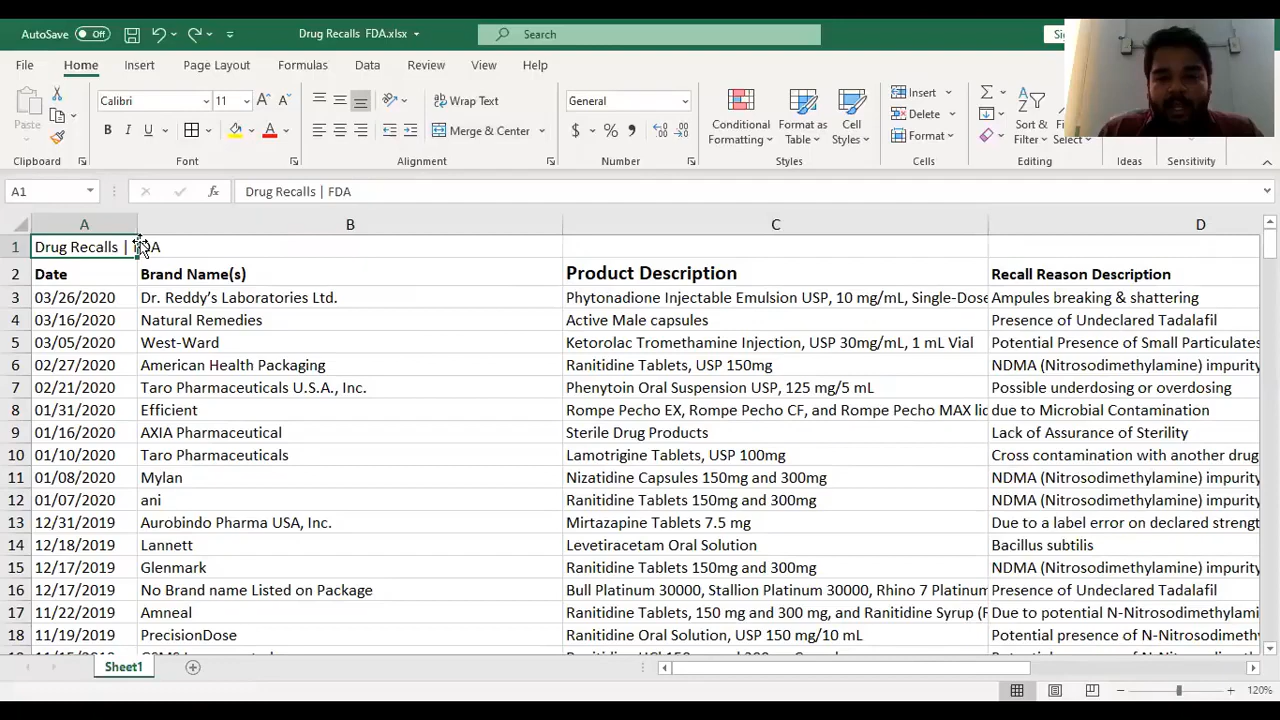 AutoSave Off Drug Recalls FDA.xlsx Search
File Home Insert Page Layout Formulas Data Review View Help
Paste Calibri 11 Wrap Text General Insert
B I U Merge & Center $ % Conditional Formatting Format as Table Cell Styles Delete Format Sort & Filter Select
Clipboard Font Alignment Number Styles Cells Editing Ideas Sensitivity
A1 fx Drug Recalls | FDA
A B C D
1 Drug Recalls | FDA
2 Date Brand Name(s) Product Description Recall Reason Description
3 03/26/2020 Dr. Reddy’s Laboratories Ltd. Phytonadione Injectable Emulsion USP, 10 mg/mL, Single-Dose Ampules breaking & shattering
4 03/16/2020 Natural Remedies Active Male capsules Presence of Undeclared Tadalafil
5 03/05/2020 West-Ward Ketorolac Tromethamine Injection, USP 30mg/mL, 1 mL Vial Potential Presence of Small Particulates
6 02/27/2020 American Health Packaging Ranitidine Tablets, USP 150mg NDMA (Nitrosodimethylamine) impurity
7 02/21/2020 Taro Pharmaceuticals U.S.A., Inc. Phenytoin Oral Suspension USP, 125 mg/5 mL Possible underdosing or overdosing
8 01/31/2020 Efficient Rompe Pecho EX, Rompe Pecho CF, and Rompe Pecho MAX li due to Microbial Contamination
9 01/16/2020 AXIA Pharmaceutical Sterile Drug Products Lack of Assurance of Sterility
10 01/10/2020 Taro Pharmaceuticals Lamotrigine Tablets, USP 100mg Cross contamination with another drug
11 01/08/2020 Mylan Nizatidine Capsules 150mg and 300mg NDMA (Nitrosodimethylamine) impurity
12 01/07/2020 ani Ranitidine Tablets 150mg and 300mg NDMA (Nitrosodimethylamine) impurity
13 12/31/2019 Aurobindo Pharma USA, Inc. Mirtazapine Tablets 7.5 mg Due to a label error on declared strengt
14 12/18/2019 Lannett Levetiracetam Oral Solution Bacillus subtilis
15 12/17/2019 Glenmark Ranitidine Tablets 150mg and 300mg NDMA (Nitrosodimethylamine) impurity
16 12/17/2019 No Brand name Listed on Package Bull Platinum 30000, Stallion Platinum 30000, Rhino 7 Platinum Presence of Undeclared Tadalafil
17 11/22/2019 Amneal Ranitidine Tablets, 150 mg and 300 mg, and Ranitidine Syrup ( Due to potential N-Nitrosodimethylami
18 11/19/2019 PrecisionDose Ranitidine Oral Solution, USP 150 mg/10 mL Potential presence of N-Nitrosodimethy
Sheet1
120%